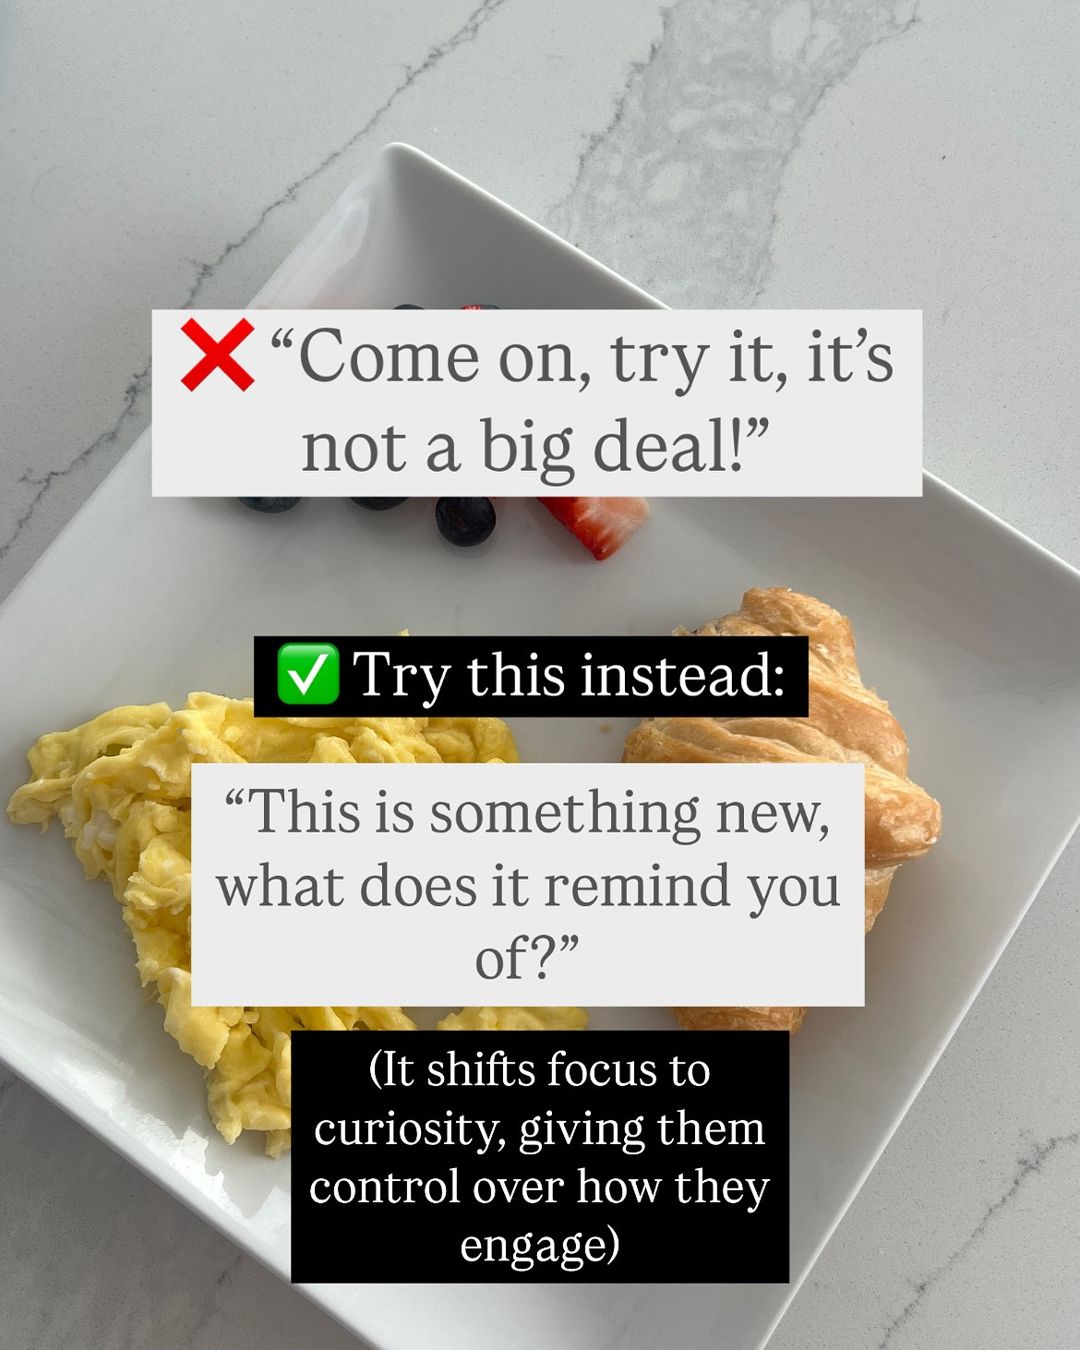 ❌ “Come on, try it, it’s
not a big deal!”
✅ Try this instead:
“This is something new,
what does it remind you
of?”
(It shifts focus to
curiosity, giving them
control over how they
engage)